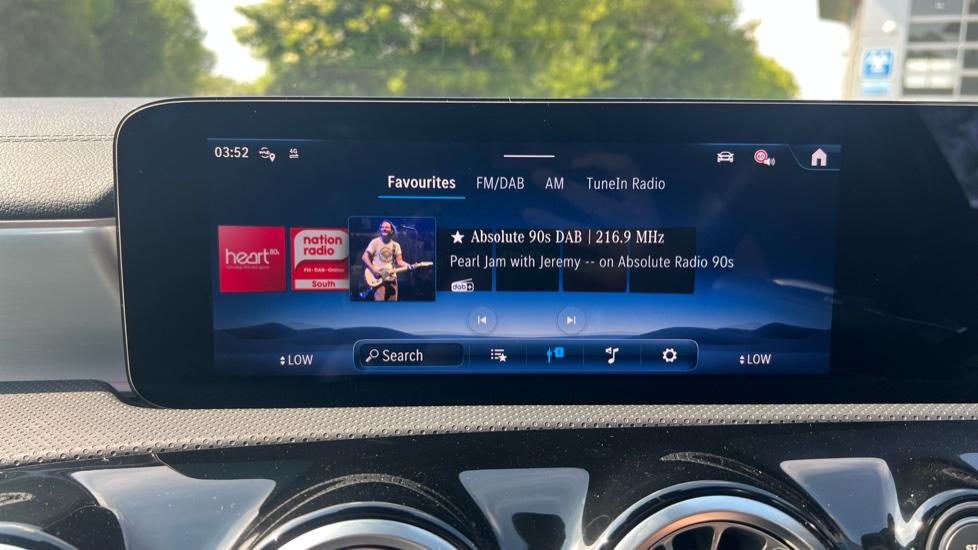 03:52
4G
Favourites FM/DAB AM TuneIn Radio
heart 80s
nation
radio
FM • DAB • Online
South
★ Absolute 90s DAB | 216.9 MHz
Pearl Jam with Jeremy -- on Absolute Radio 90s
dab+
LOW
Search
LOW